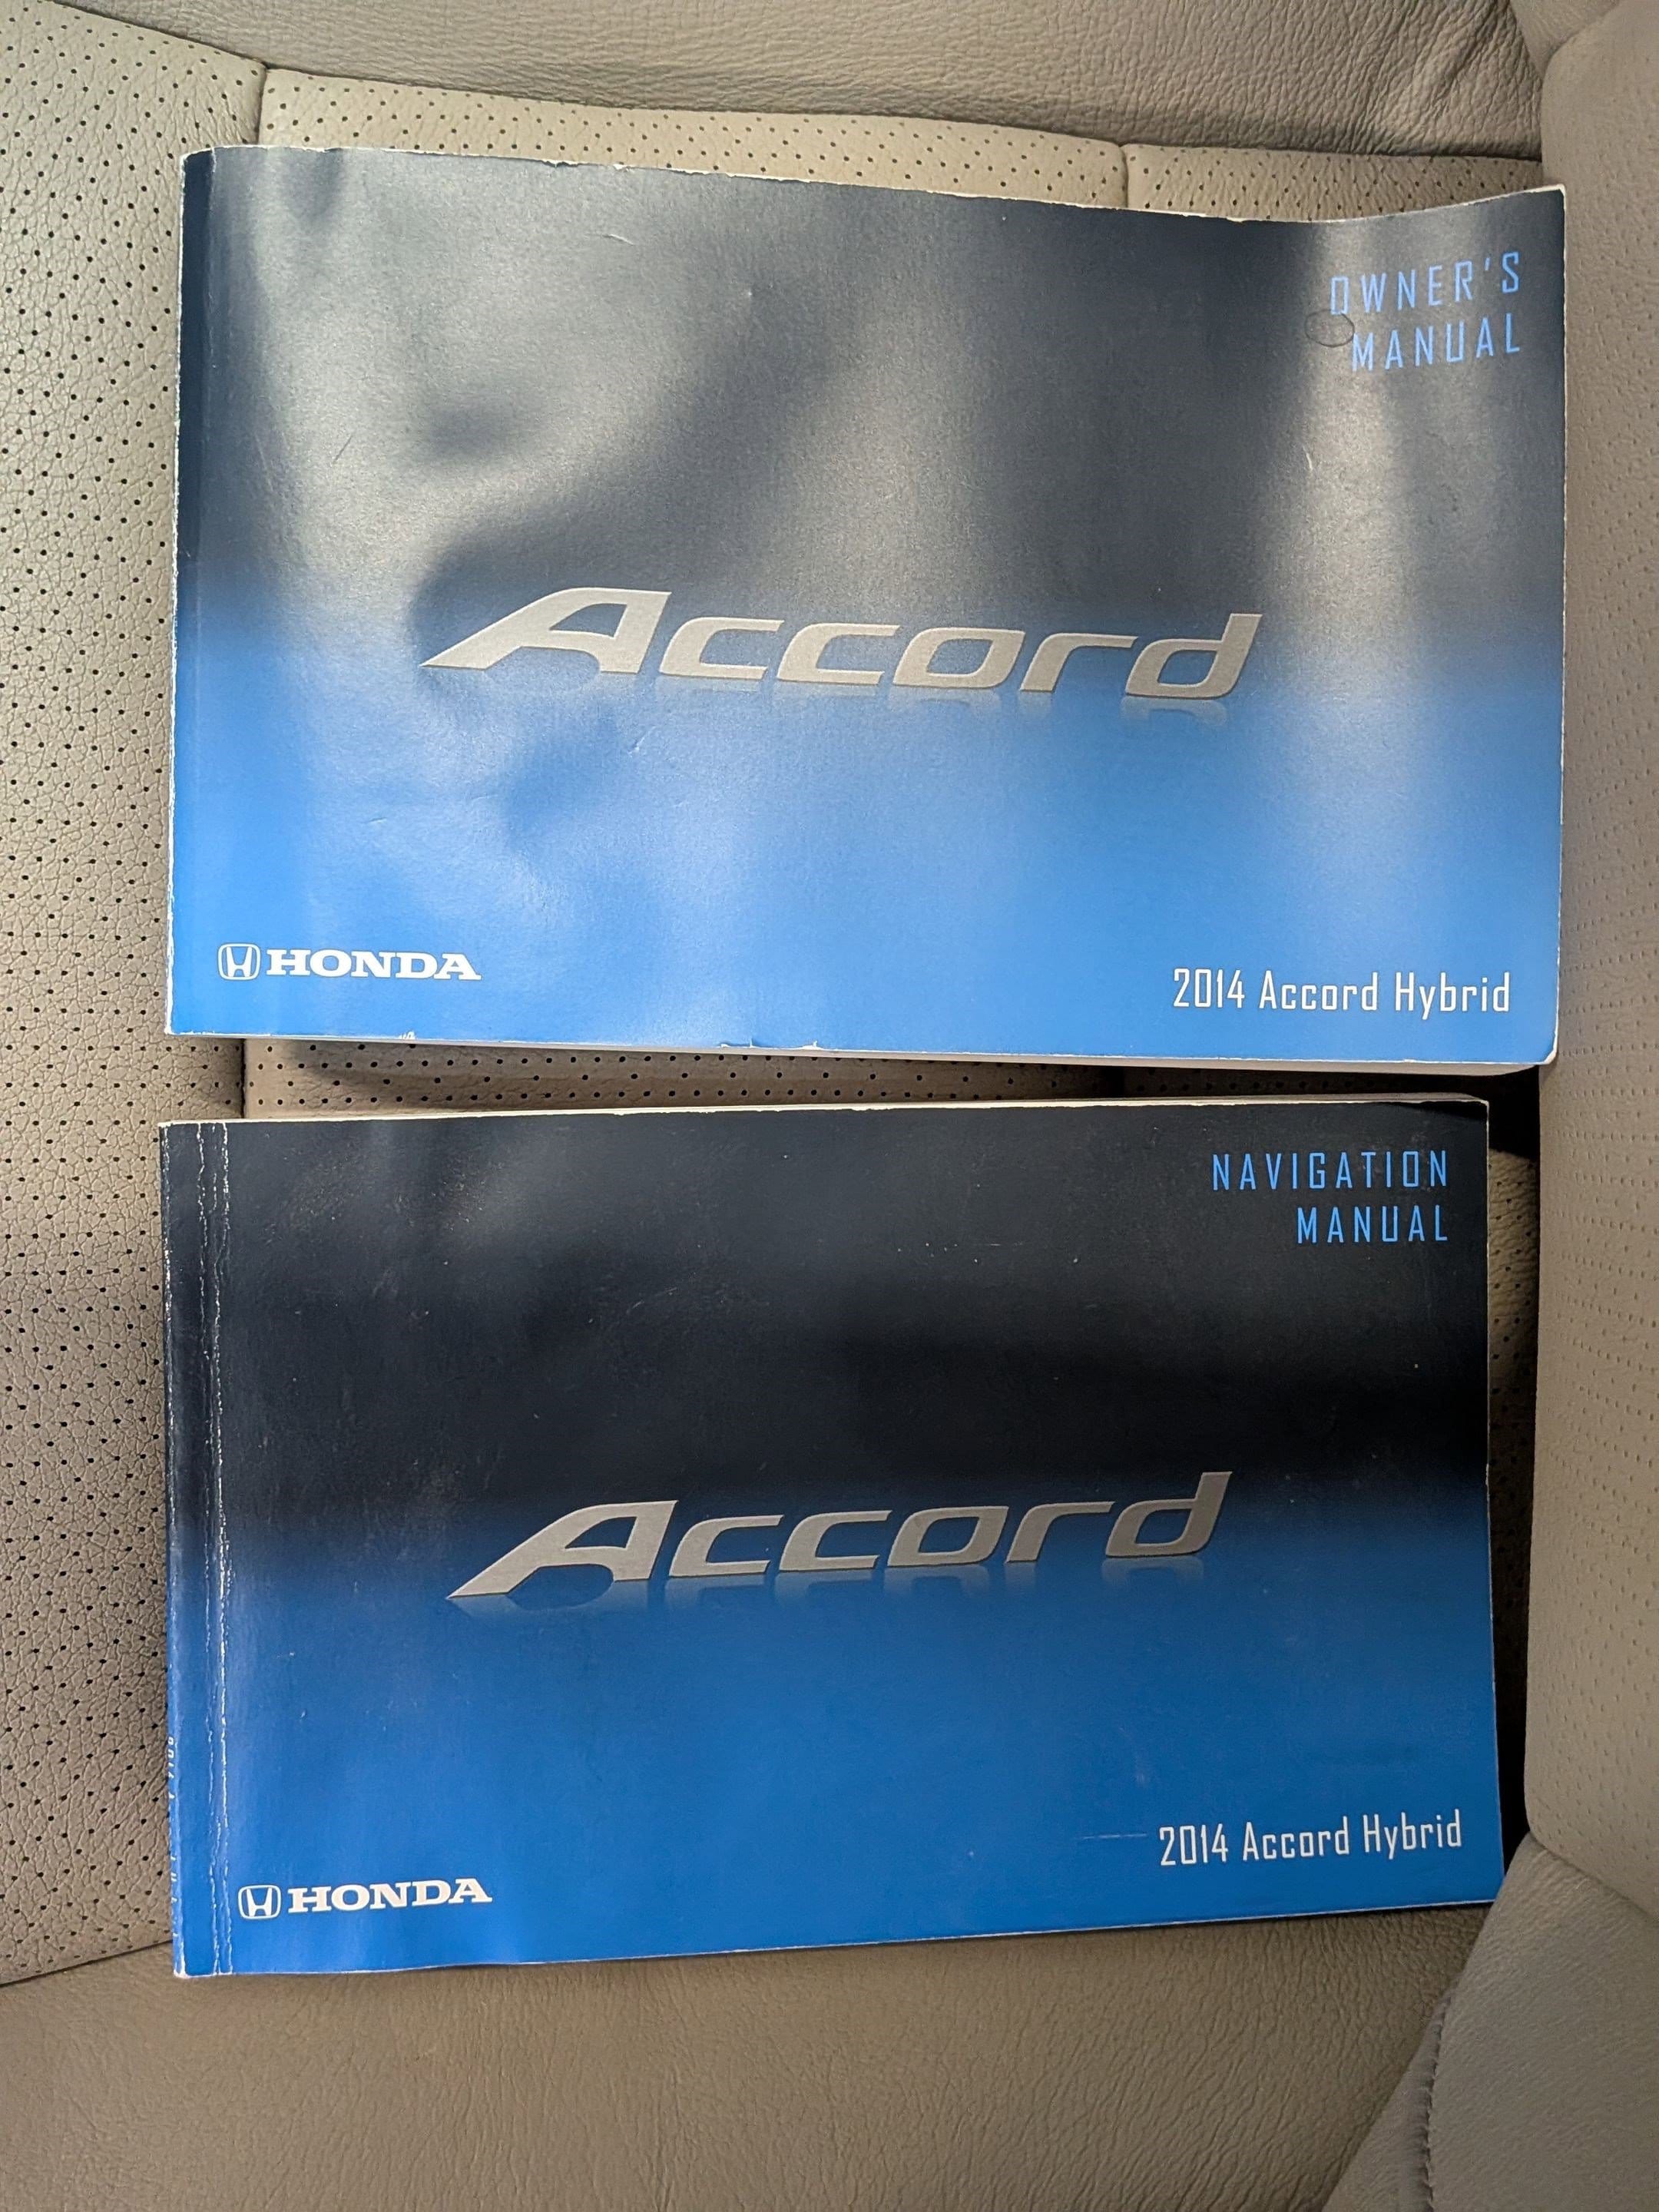 OWNER'S
MANUAL
Accord
HONDA
2014 Accord Hybrid
NAVIGATION
MANUAL
Accord
2014 Accord Hybrid
HONDA